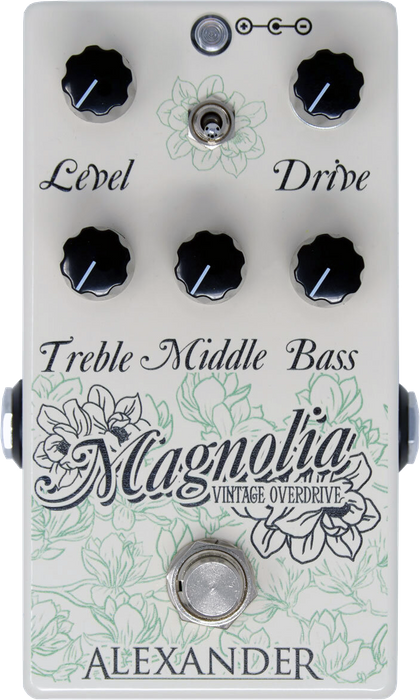 Level Drive
Treble Middle Bass
Magnolia
VINTAGE OVERDRIVE
ALEXANDER